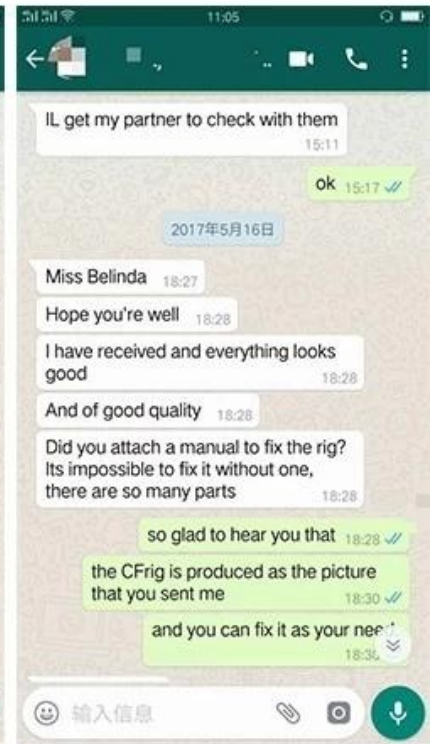 11:05
IL get my partner to check with them
15:11
ok 15:17
2017年5月16日
Miss Belinda 18:27
Hope you're well 18:28
I have received and everything looks
good
18:28
And of good quality 18:28
Did you attach a manual to fix the rig?
Its impossible to fix it without one,
there are so many parts
18:28
so glad to hear you that 18:28
the CFrig is produced as the picture
that you sent me
18:30
and you can fix it as your need
输入信息